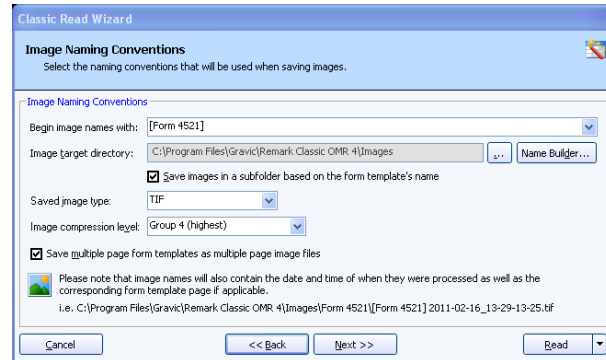 Classic Read Wizard
Image Naming Conventions
Select the naming conventions that will be used when saving images.
Image Naming Conventions
Begin image names with: [Form 4521]
Image target directory: C:\Program Files\Gravic\Remark Classic OMR 4\Images ... Name Builder...
Save images in a subfolder based on the form template's name
Saved image type: TIF
Image compression level: Group 4 (highest)
Save multiple page form templates as multiple page image files
Please note that image names will also contain the date and time of when they were processed as well as the
corresponding form template page if applicable.
i.e. C:\Program Files\Gravic\Remark Classic OMR 4\Images\Form 4521\[Form 4521] 2011-02-16_13-29-13-25.tif
Cancel << Back Next >> Read